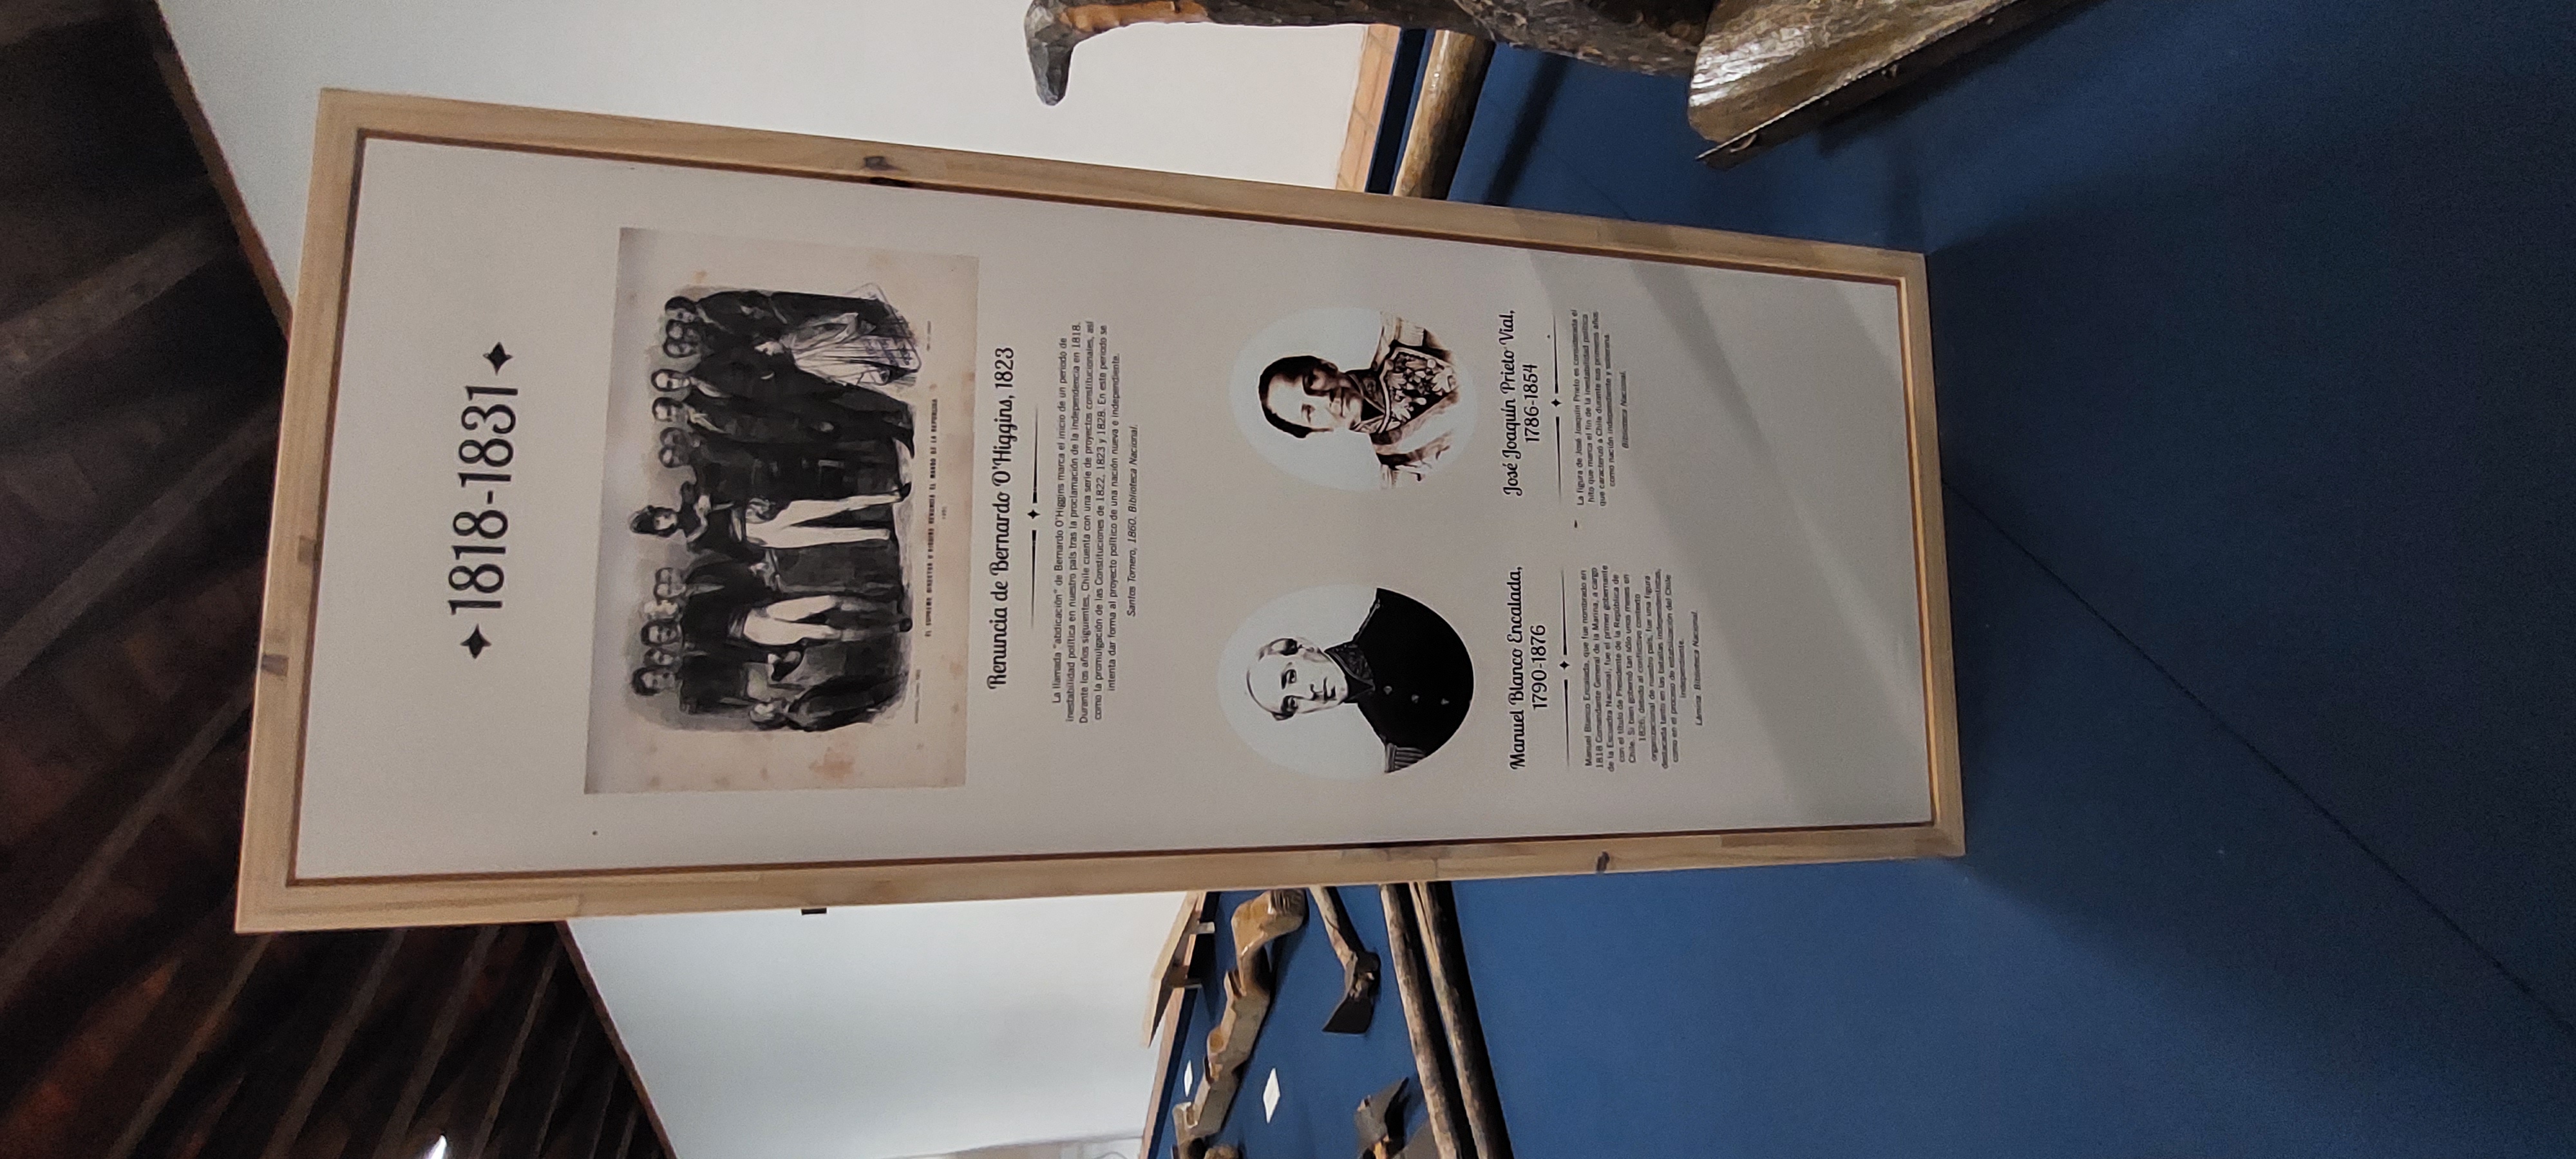 1818-1831
EL SUPREMO DIRECTOR O'HIGGINS RENUNCIA EL MANDO DE LA REPUBLICA
Renuncia de Bernardo O'Higgins, 1823
La llamada "abdicación" de Bernardo O'Higgins marca el inicio de un periodo de
inestabilidad política en nuestro país tras la proclamación de la independencia en 1818.
Durante los años siguientes, Chile cuenta con una serie de proyectos constitucionales, así
como la promulgación de las Constituciones de 1822, 1823 y 1828. En este periodo se
intenta dar forma al proyecto político de una nación nueva e independiente.
Santos Tornero, 1860. Biblioteca Nacional.
Manuel Blanco Encalada,
1790-1876
Manuel Blanco Encalada, que fue nombrado en
1818 Comandante General de la Marina, a cargo
de la Escuadra Nacional, fue el primer gobernante
con el título de Presidente de la República de
Chile. Si bien gobernó tan sólo unos meses en
1826, debido al conflictivo contexto
organizacional de nuestro país, fue una figura
destacada tanto en las batallas independentistas,
como en el proceso de estabilización del Chile
independiente.
Lámina. Biblioteca Nacional.
José Joaquín Prieto Vial,
1786-1854
La figura de José Joaquín Prieto es considerada el
hito que marca el fin de la inestabilidad política
que caracterizó a Chile durante sus primeros años
como nación independiente y soberana.
Biblioteca Nacional.